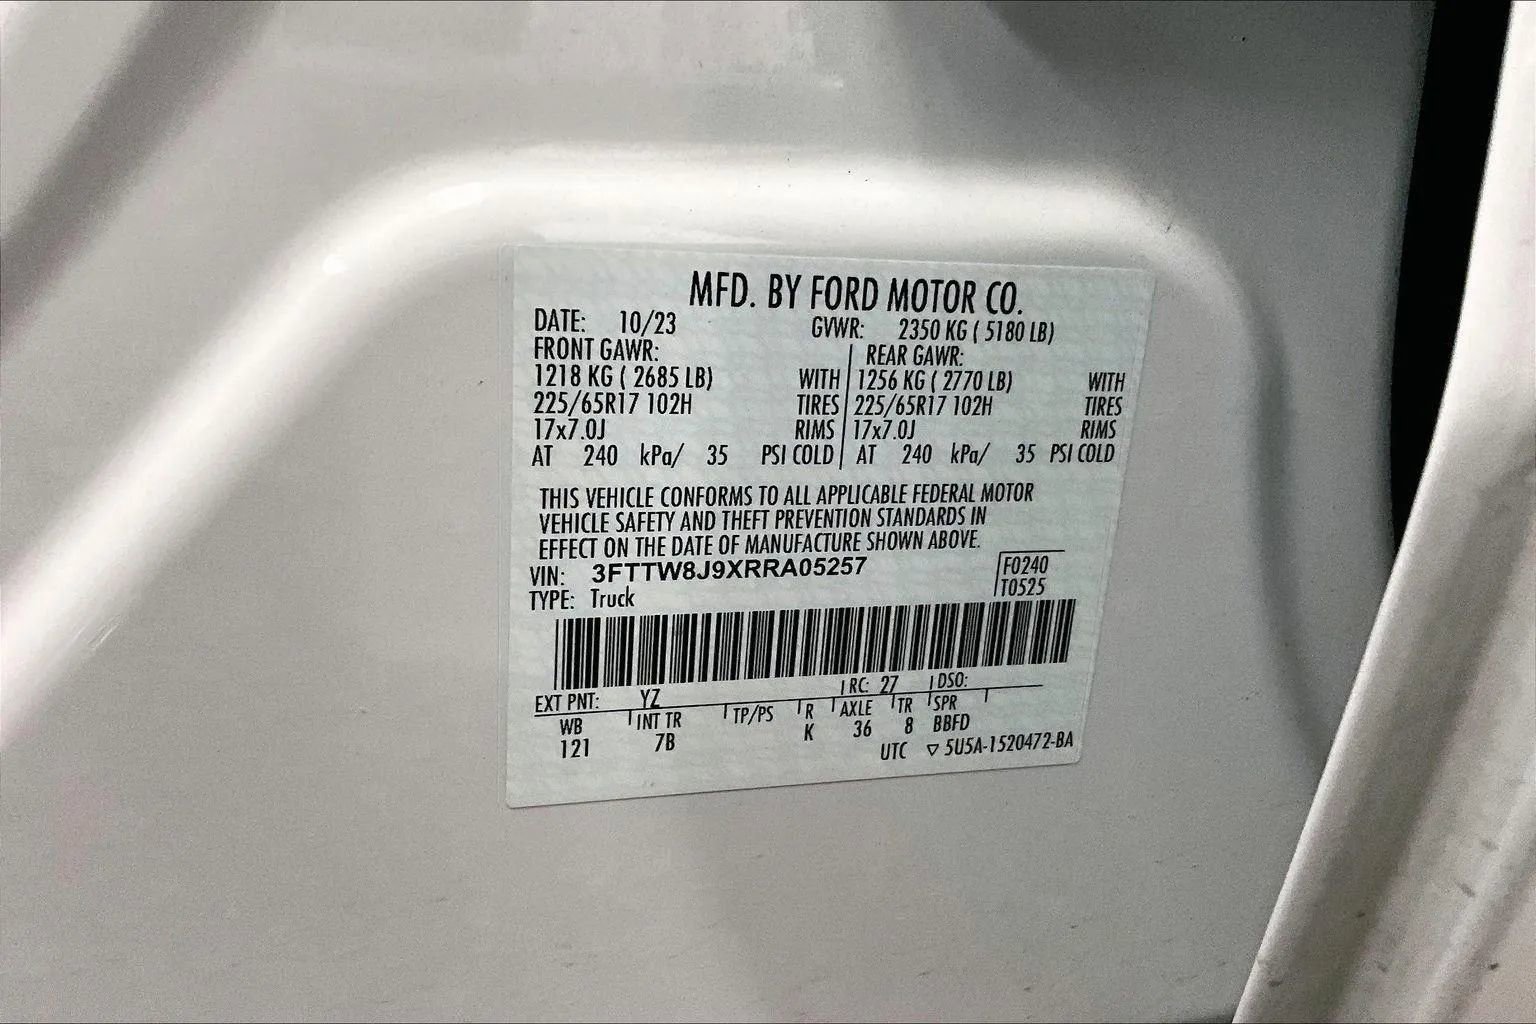 MFD. BY FORD MOTOR CO.
DATE: 10/23 GVWR: 2350 KG ( 5180 LB)
FRONT GAWR: REAR GAWR:
1218 KG ( 2685 LB) WITH 1256 KG ( 2770 LB) WITH
225/65R17 102H TIRES 225/65R17 102H TIRES
17x7.0J RIMS 17x7.0J RIMS
AT 240 kPa/ 35 PSI COLD AT 240 kPa/ 35 PSI COLD
THIS VEHICLE CONFORMS TO ALL APPLICABLE FEDERAL MOTOR
VEHICLE SAFETY AND THEFT PREVENTION STANDARDS IN
EFFECT ON THE DATE OF MANUFACTURE SHOWN ABOVE.
VIN: 3FTTW8J9XRRA05257 F0240
TYPE: Truck T0525
EXT PNT: YZ RC: 27 DSO:
WB INT TR TP/PS R AXLE TR SPR
121 7B K 36 8 BBFD
UTC ▽ 5U5A-1520472-BA